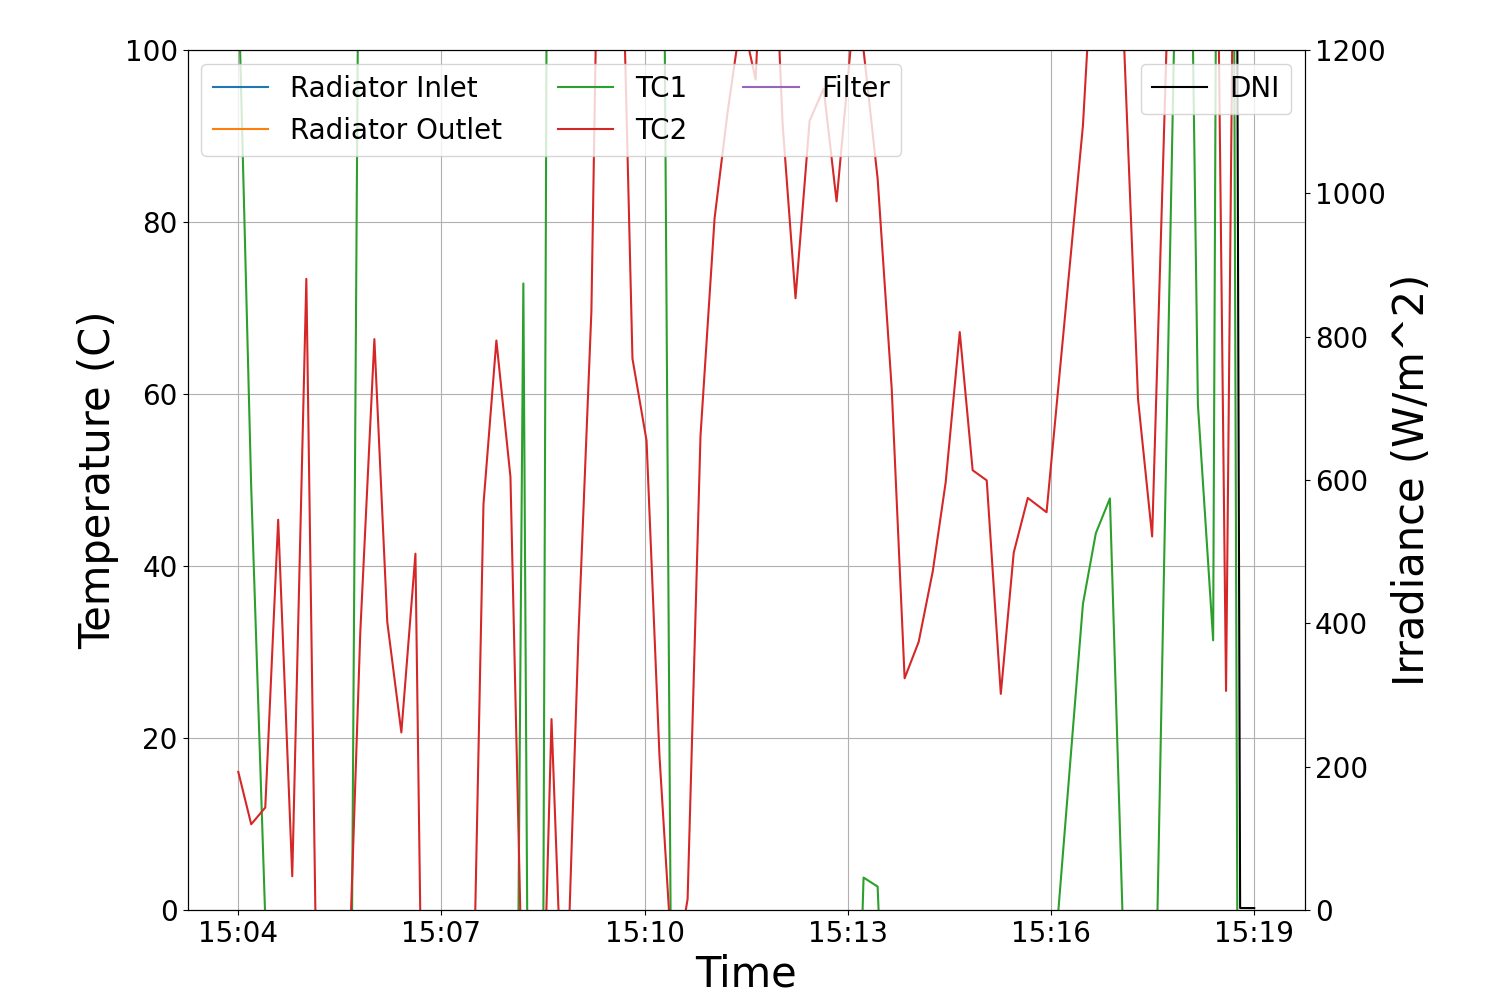 100
80
60
40
20
0
Temperature (C)
Radiator Inlet
Radiator Outlet
TC1
TC2
Filter
DNI
1200
1000
800
600
400
200
0
Irradiance (W/m^2)
15:04 15:07 15:10 15:13 15:16 15:19
Time